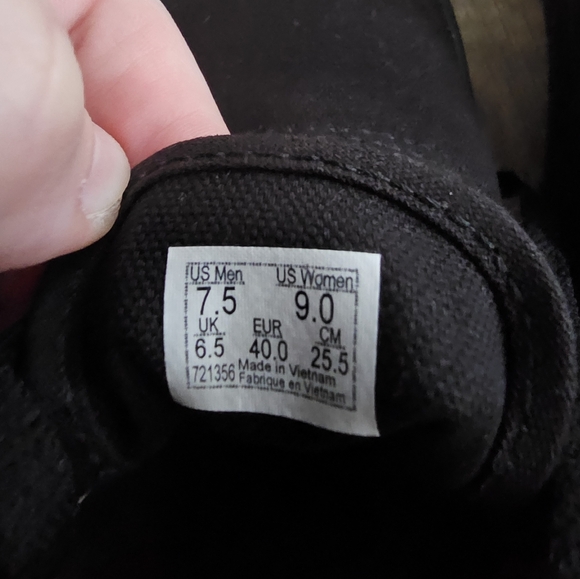 US Men US Women
7.5 9.0
UK EUR CM
6.5 40.0 25.5
721356 Made in Vietnam
Fabrique en Vietnam